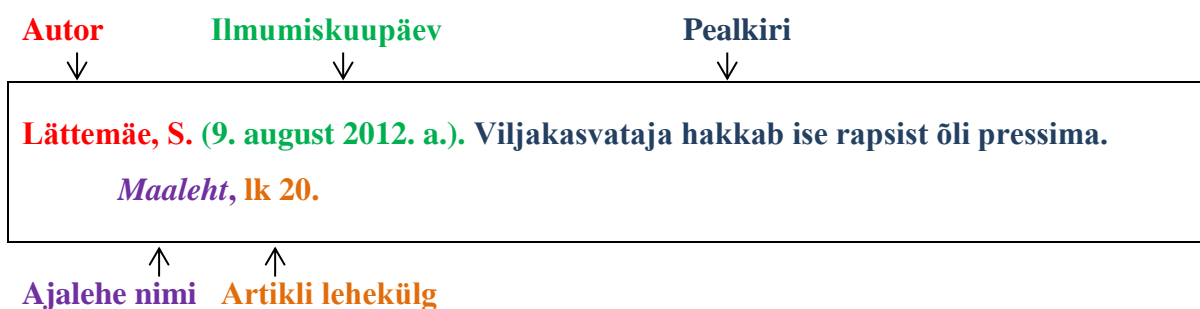 Autor Ilmumiskuupäev Pealkiri
Lättemäe, S. (9. august 2012. a.). Viljakasvataja hakkab ise rapsist õli pressima.
Maaleht, lk 20.
Ajalehe nimi Artikli lehekülg